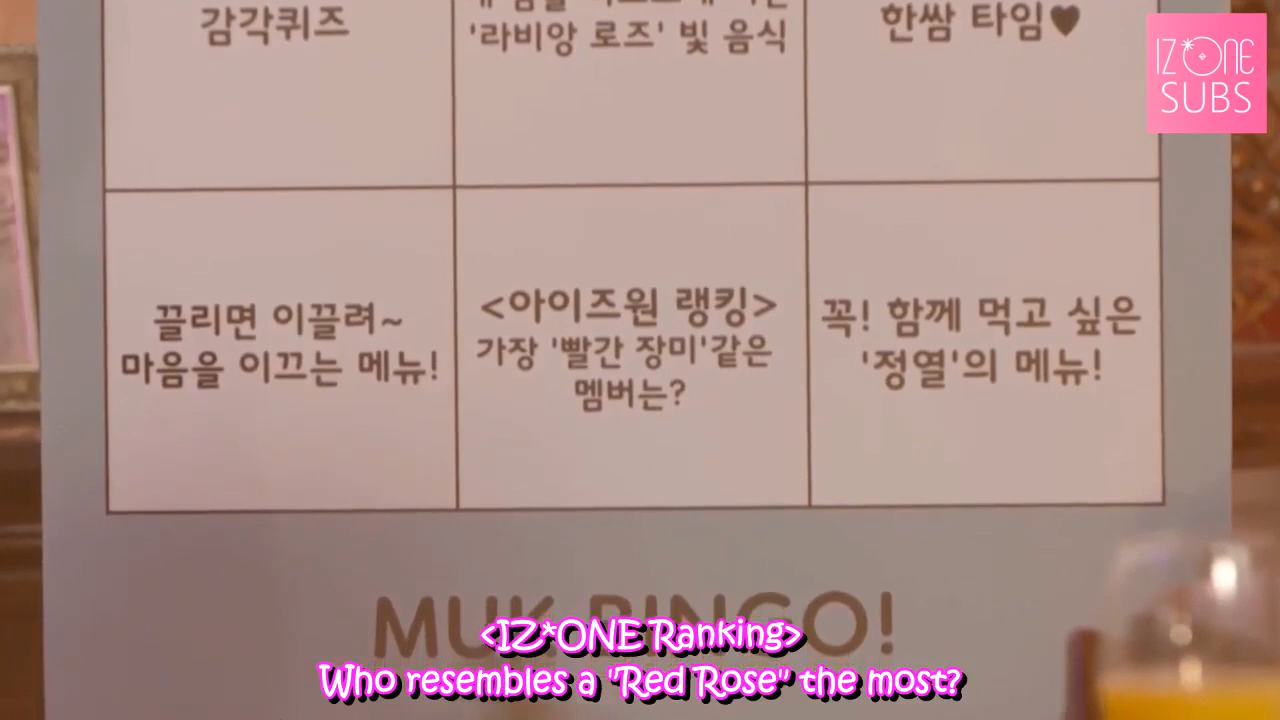 감각퀴즈
'라비앙 로즈' 빛 음식
한쌈 타임♥
IZ*ONE
SUBS
끌리면 이끌려~
마음을 이끄는 메뉴!
<아이즈원 랭킹>
가장 '빨간 장미'같은
멤버는?
꼭! 함께 먹고 싶은
'정열'의 메뉴!
MUK BINGO!
<IZ*ONE Ranking>
Who resembles a "Red Rose" the most?